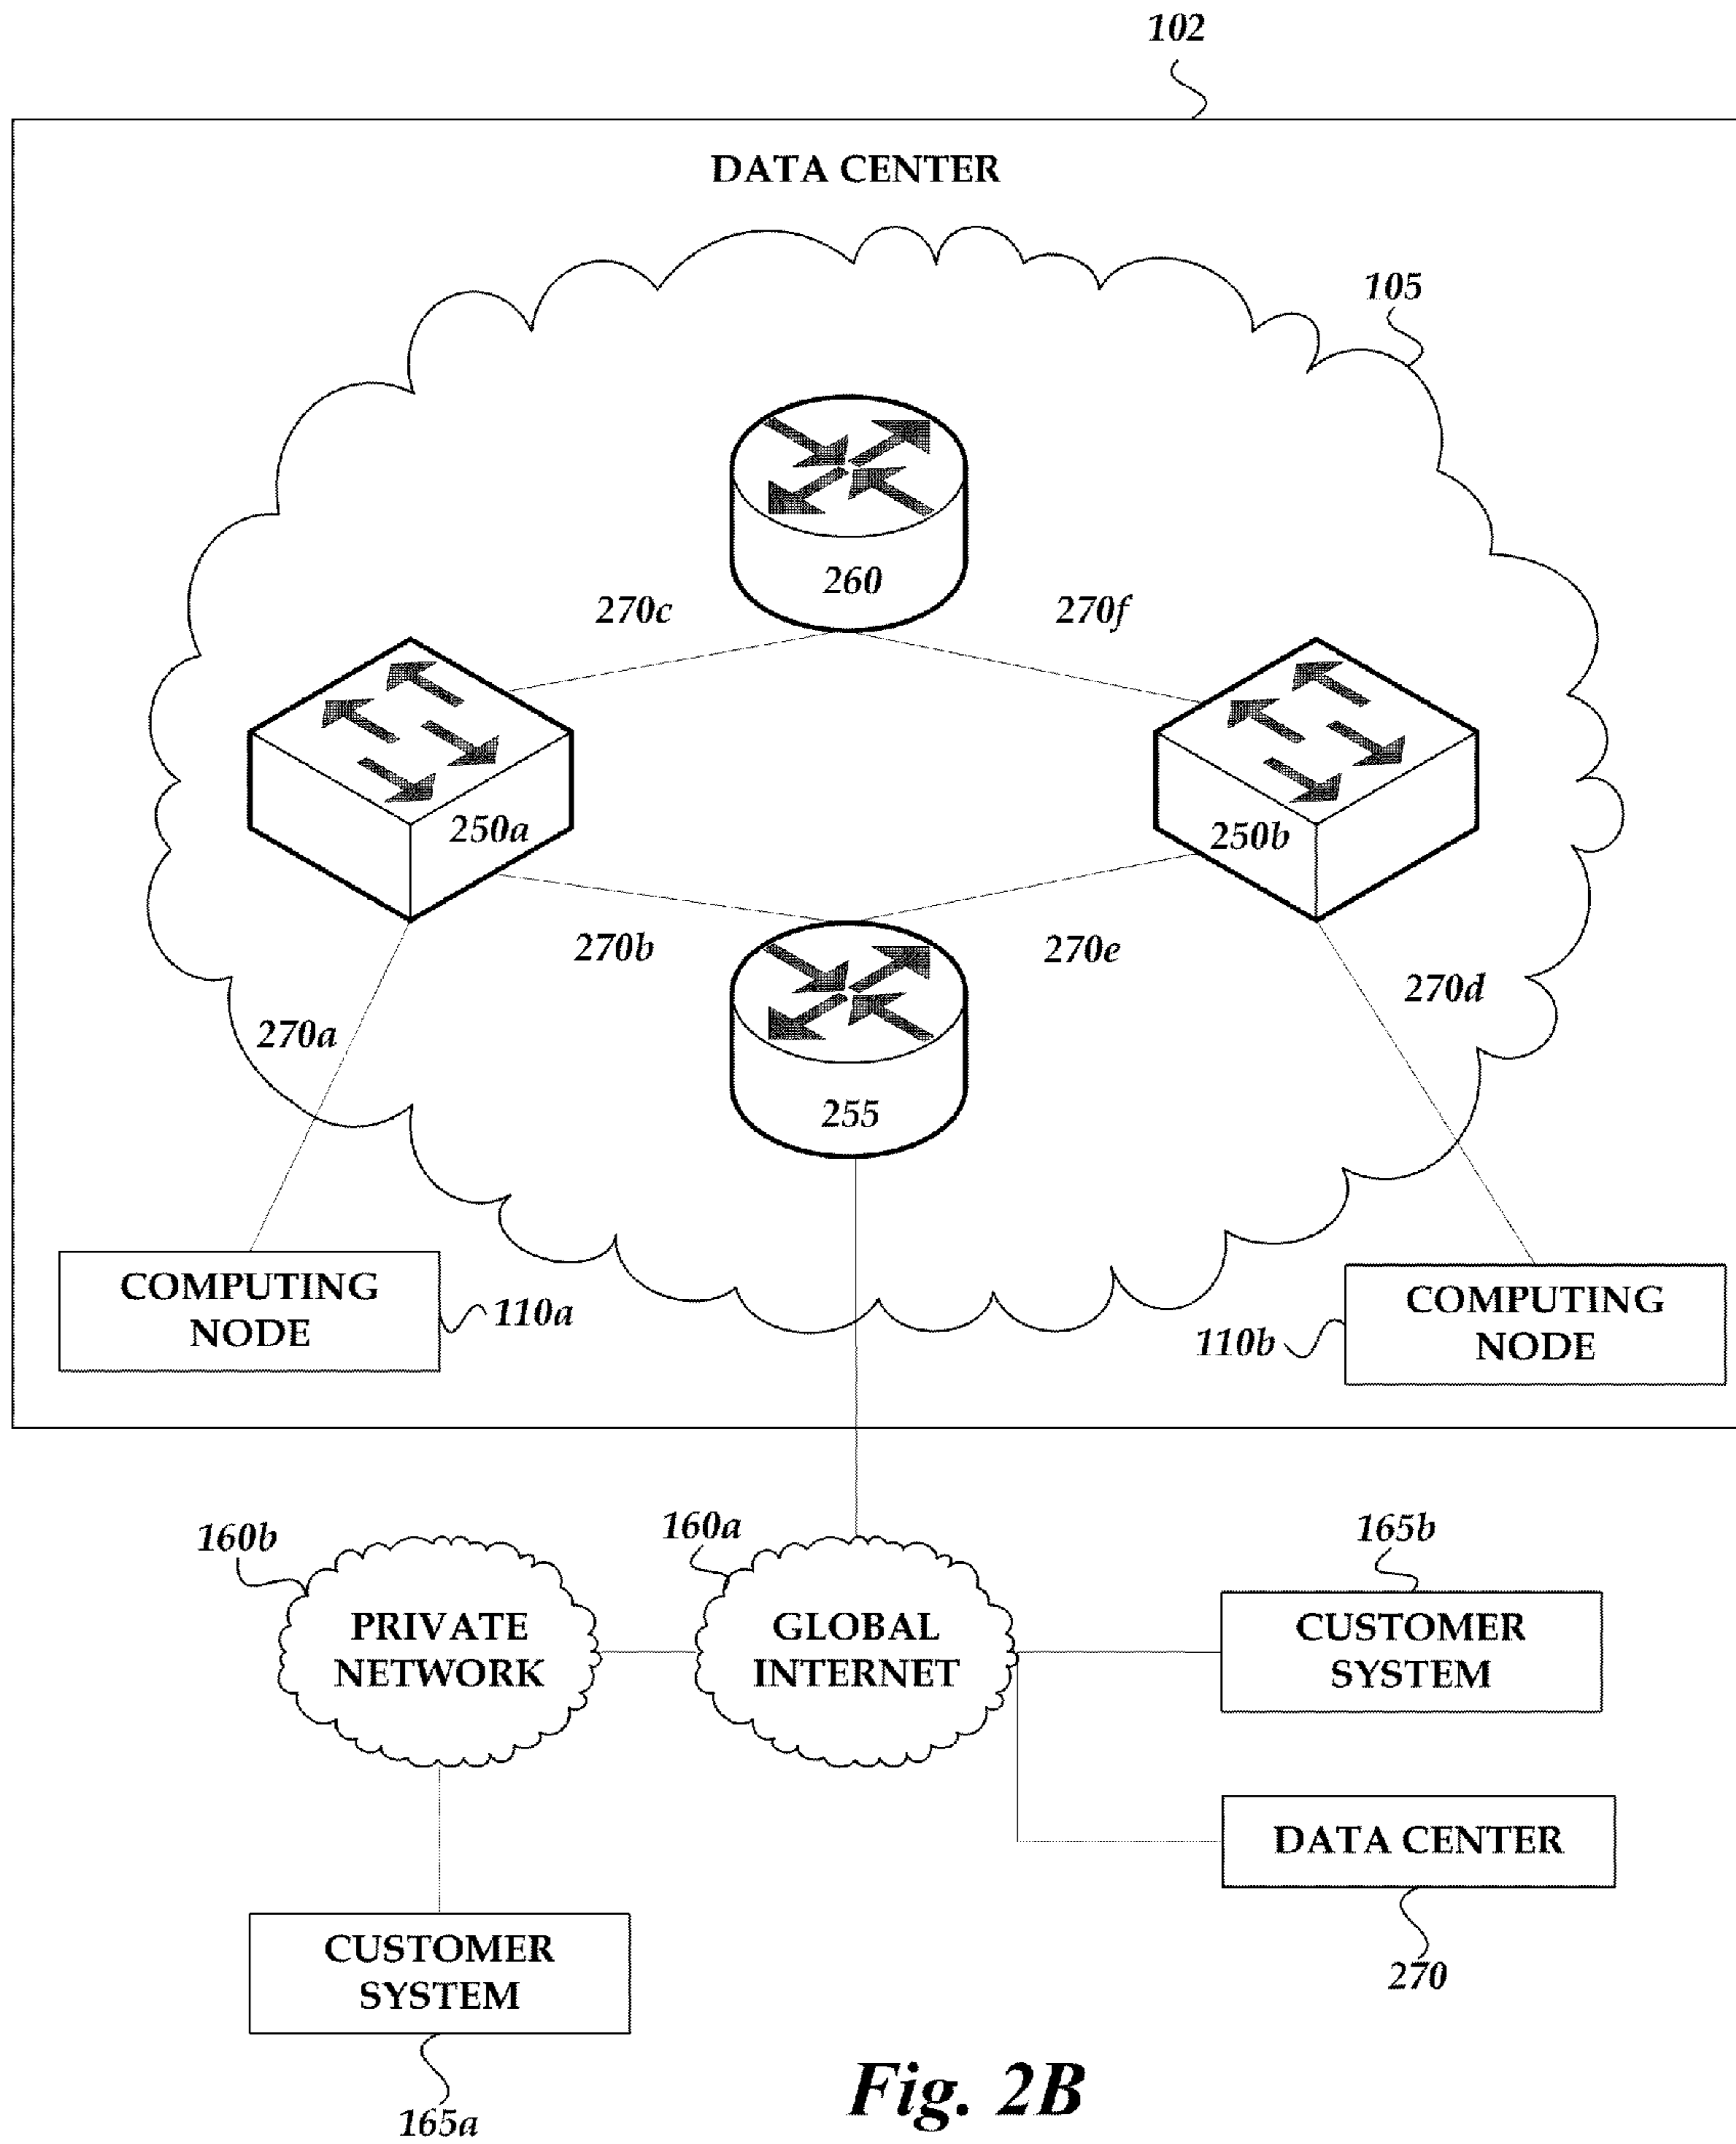 102
DATA CENTER
105
260
270c
270f
250a
250b
270b
270e
270d
270a
255
COMPUTING
NODE
110a
COMPUTING
NODE
110b
160b
160a
165b
PRIVATE
NETWORK
GLOBAL
INTERNET
CUSTOMER
SYSTEM
DATA CENTER
270
CUSTOMER
SYSTEM
165a
Fig. 2B